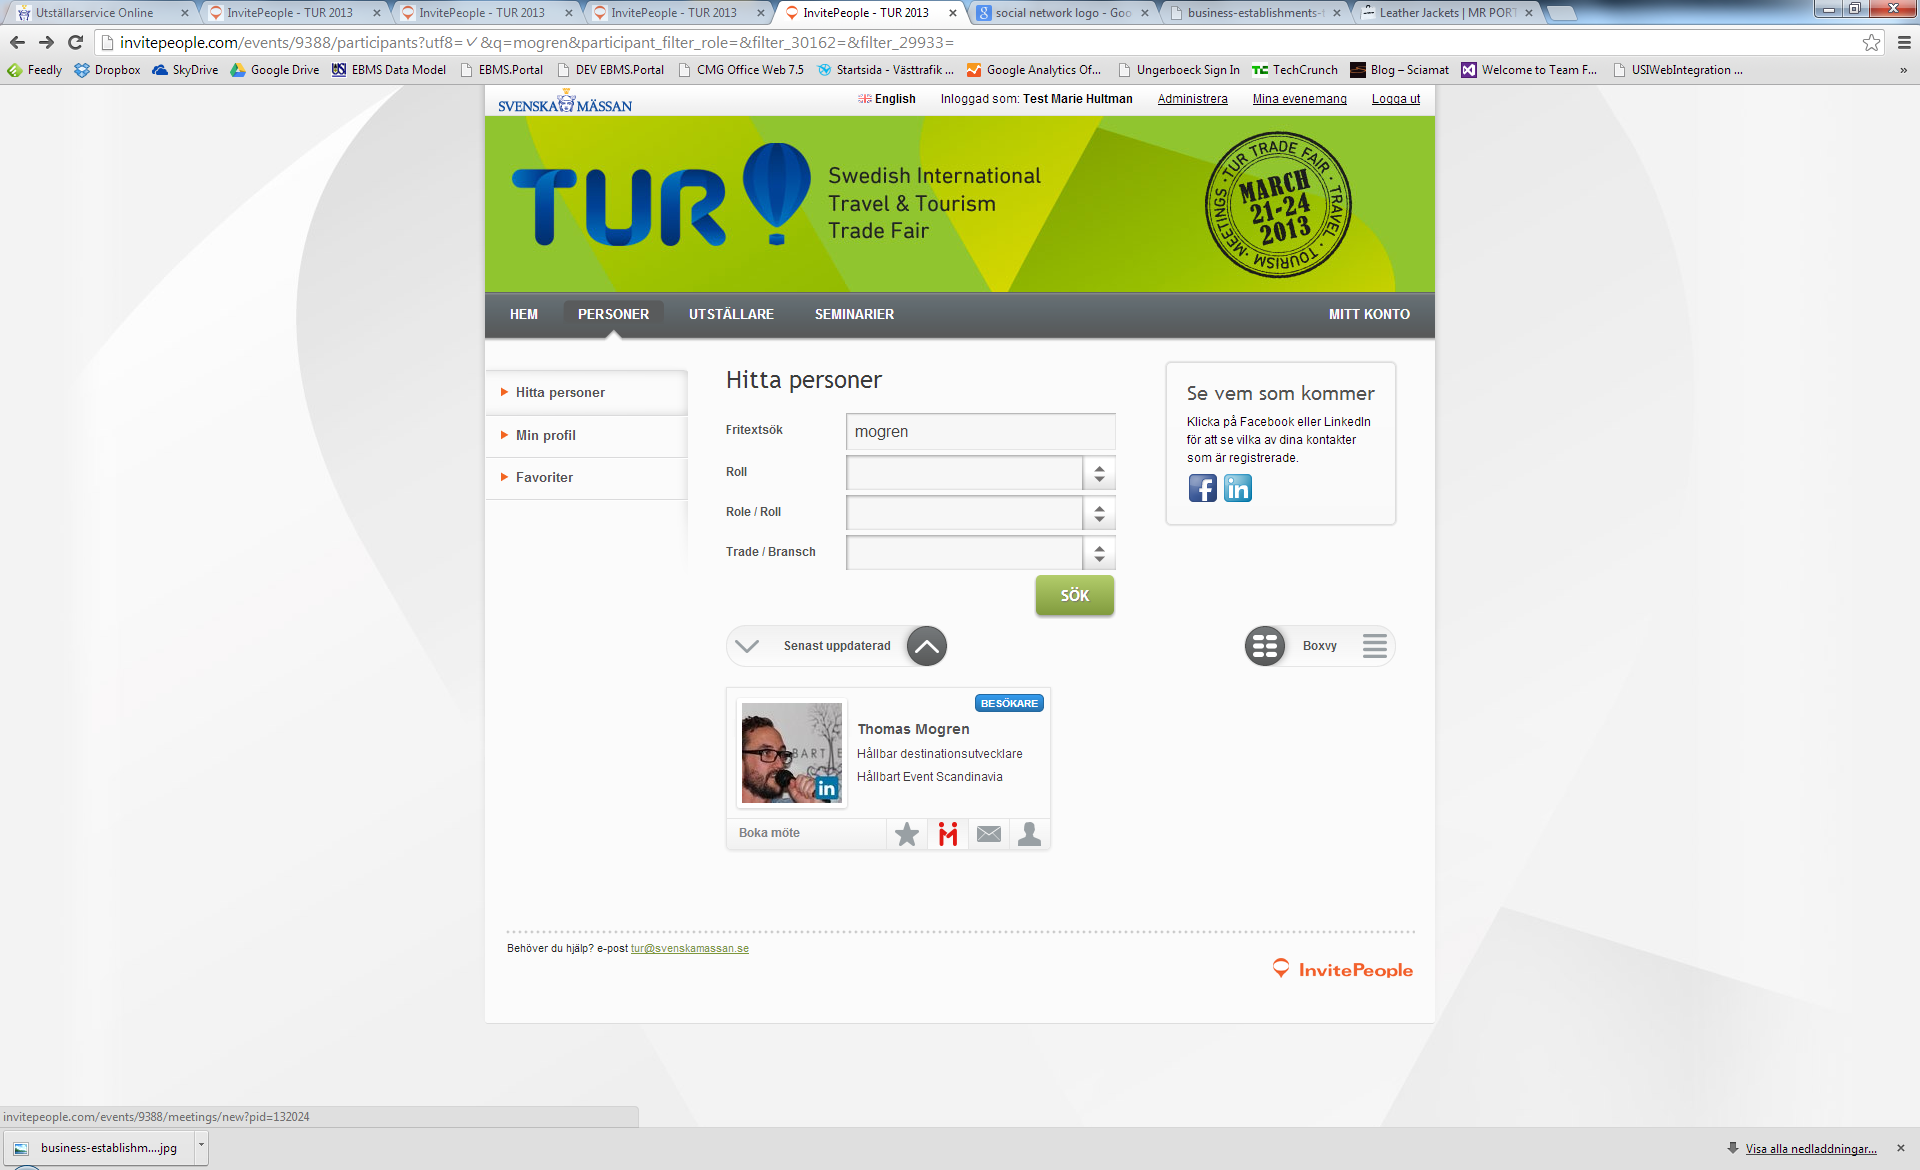 Utställarservice Online
InvitePeople - TUR 2013
InvitePeople - TUR 2013
InvitePeople - TUR 2013
InvitePeople - TUR 2013
social network logo - Goo
business-establishments-
Leather Jackets | MR PORT
invitepeople.com/events/9388/participants?utf8=✓&q=mogren&participant_filter_role=&filter_30162=&filter_29933=
Feedly
Dropbox
SkyDrive
Google Drive
EBMS Data Model
EBMS.Portal
DEV EBMS.Portal
CMG Office Web 7.5
Startsida - Västtrafik ...
Google Analytics Of...
Ungerboeck Sign In
TechCrunch
Blog – Sciamat
Welcome to Team F...
USIWebIntegration ...
»
SVENSKA MÄSSAN
English
Inloggad som: Test Marie Hultman
Administrera
Mina evenemang
Logga ut
TUR
Swedish International
Travel & Tourism
Trade Fair
· TUR TRADE FAIR · TRAVEL · TOURISM · MEETINGS
MARCH
21-24
2013
HEM
PERSONER
UTSTÄLLARE
SEMINARIER
MITT KONTO
Hitta personer
Min profil
Favoriter
Hitta personer
Fritextsök
mogren
Roll
Role / Roll
Trade / Bransch
SÖK
Se vem som kommer
Klicka på Facebook eller LinkedIn
för att se vilka av dina kontakter
som är registrerade.
f
in
Senast uppdaterad
Boxvy
BESÖKARE
BART
in
Thomas Mogren
Hållbar destinationsutvecklare
Hållbart Event Scandinavia
Boka möte
Behöver du hjälp? e-post tur@svenskamassan.se
InvitePeople
invitepeople.com/events/9388/meetings/new?pid=132024
business-establishm....jpg
Visa alla nedladdningar...